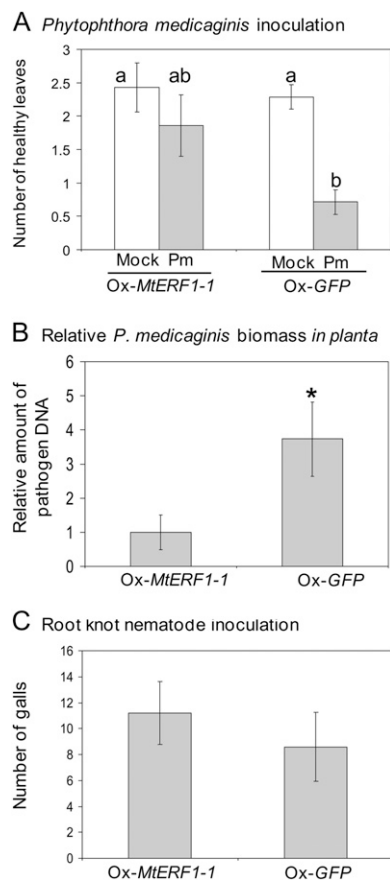 A Phytophthora medicaginis inoculation
Number of healthy leaves
3
2.5
2
1.5
1
0.5
0
a
ab
a
b
Mock Pm
Mock Pm
Ox-MtERF1-1
Ox-GFP
B Relative P. medicaginis biomass in planta
Relative amount of
pathogen DNA
6
5
4
3
2
1
0
*
Ox-MtERF1-1
Ox-GFP
C Root knot nematode inoculation
Number of galls
16
14
12
10
8
6
4
2
0
Ox-MtERF1-1
Ox-GFP